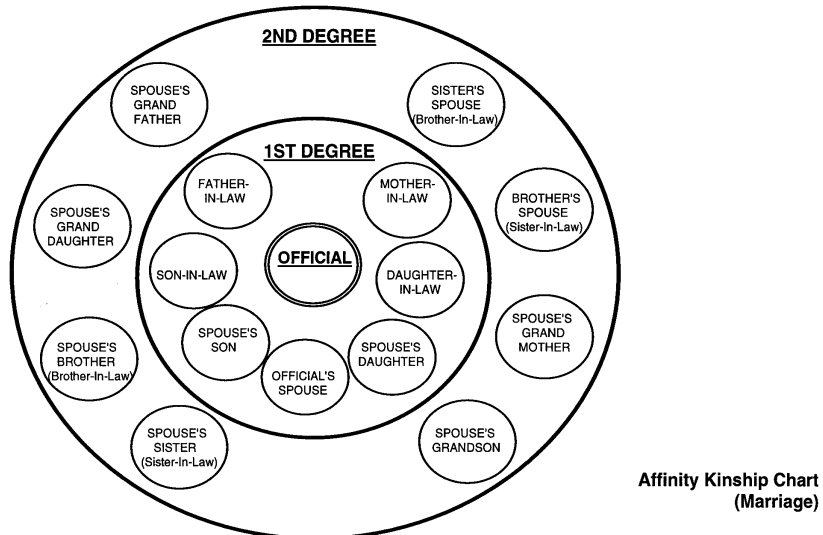 2ND DEGREE
SPOUSE'S
GRAND
FATHER
SISTER'S
SPOUSE
(Brother-In-Law)
1ST DEGREE
FATHER-
IN-LAW
MOTHER-
IN-LAW
SPOUSE'S
GRAND
DAUGHTER
BROTHER'S
SPOUSE
(Sister-In-Law)
OFFICIAL
SON-IN-LAW
DAUGHTER-
IN-LAW
SPOUSE'S
SON
SPOUSE'S
DAUGHTER
OFFICIAL'S
SPOUSE
SPOUSE'S
BROTHER
(Brother-In-Law)
SPOUSE'S
GRAND
MOTHER
SPOUSE'S
SISTER
(Sister-In-Law)
SPOUSE'S
GRANDSON
Affinity Kinship Chart
(Marriage)